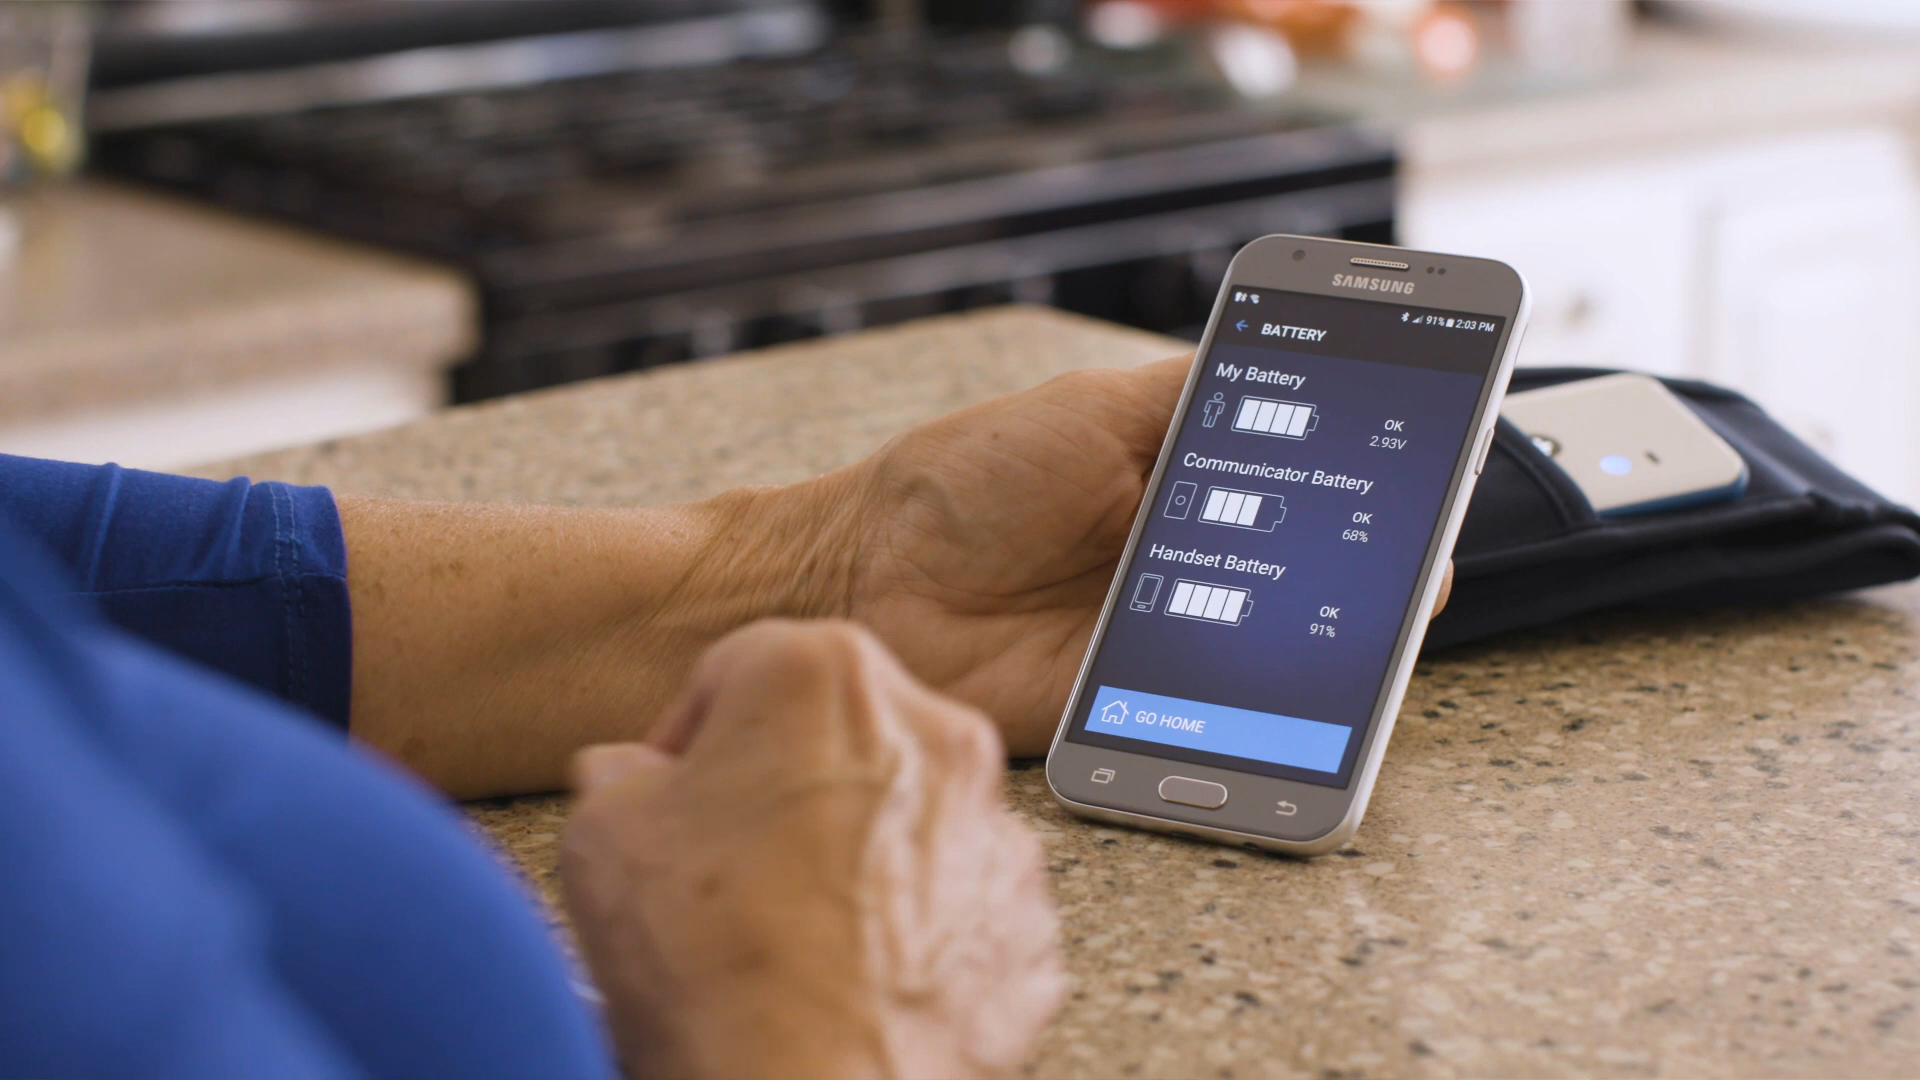 SAMSUNG
91% 2:03 PM
BATTERY
My Battery
OK
2.93V
Communicator Battery
OK
68%
Handset Battery
OK
91%
GO HOME